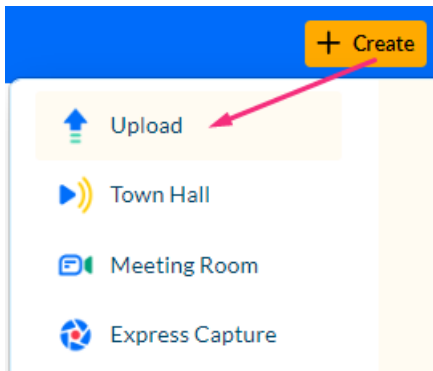 + Create
Upload
Town Hall
Meeting Room
Express Capture